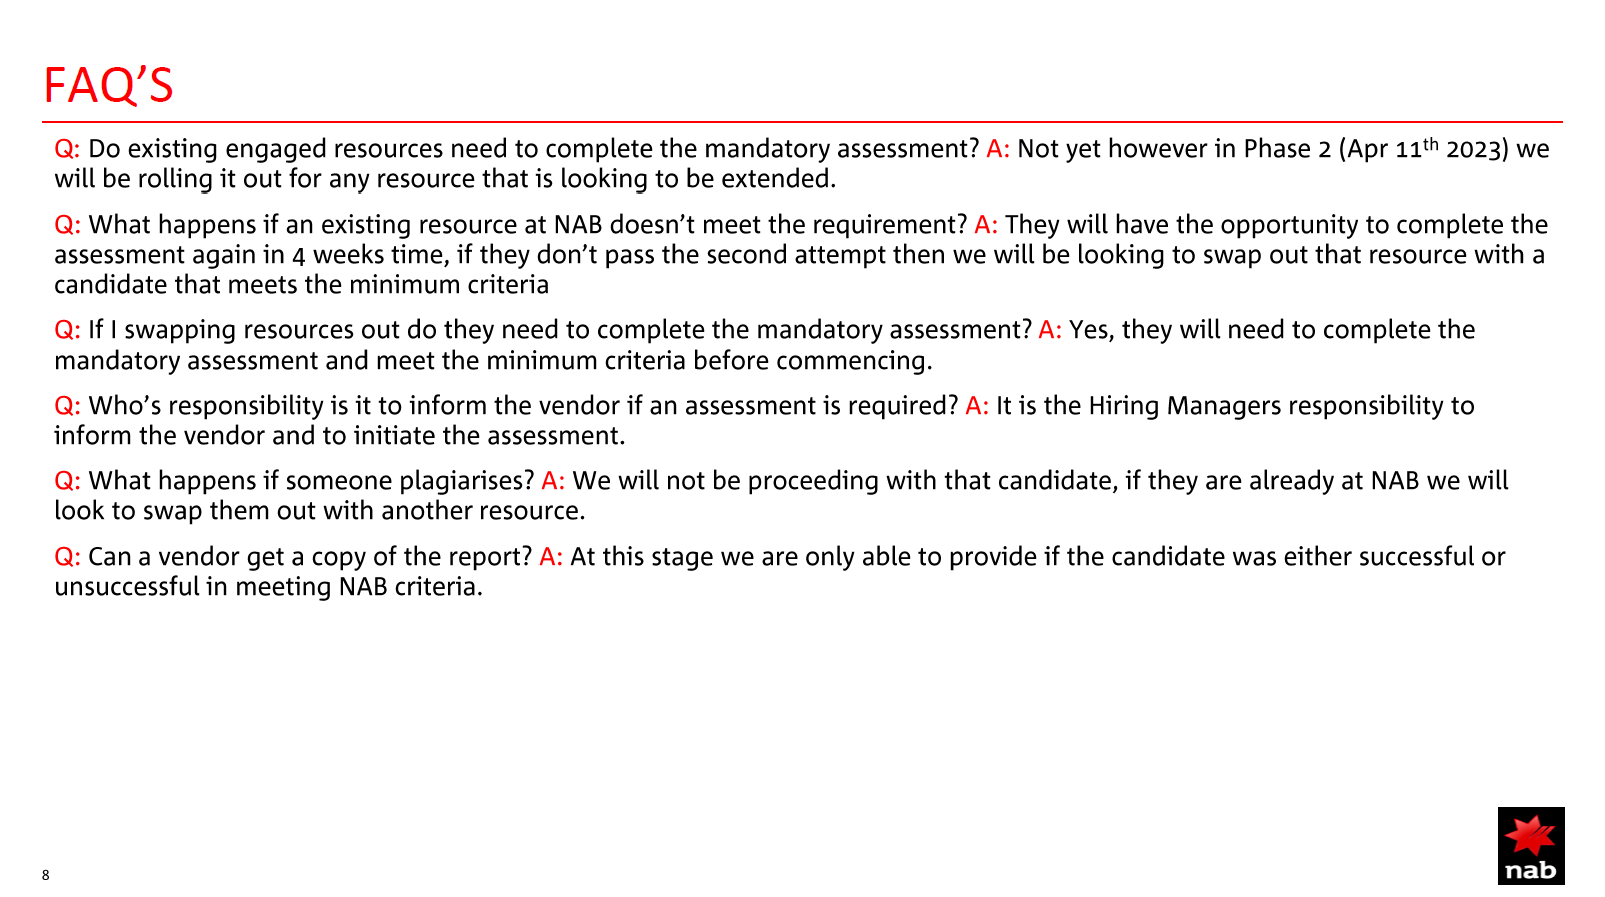 FAQ’S
Q: Do existing engaged resources need to complete the mandatory assessment? A: Not yet however in Phase 2 (Apr 11th 2023) we
will be rolling it out for any resource that is looking to be extended.
Q: What happens if an existing resource at NAB doesn’t meet the requirement? A: They will have the opportunity to complete the
assessment again in 4 weeks time, if they don’t pass the second attempt then we will be looking to swap out that resource with a
candidate that meets the minimum criteria
Q: If I swapping resources out do they need to complete the mandatory assessment? A: Yes, they will need to complete the
mandatory assessment and meet the minimum criteria before commencing.
Q: Who’s responsibility is it to inform the vendor if an assessment is required? A: It is the Hiring Managers responsibility to
inform the vendor and to initiate the assessment.
Q: What happens if someone plagiarises? A: We will not be proceeding with that candidate, if they are already at NAB we will
look to swap them out with another resource.
Q: Can a vendor get a copy of the report? A: At this stage we are only able to provide if the candidate was either successful or
unsuccessful in meeting NAB criteria.
8
nab